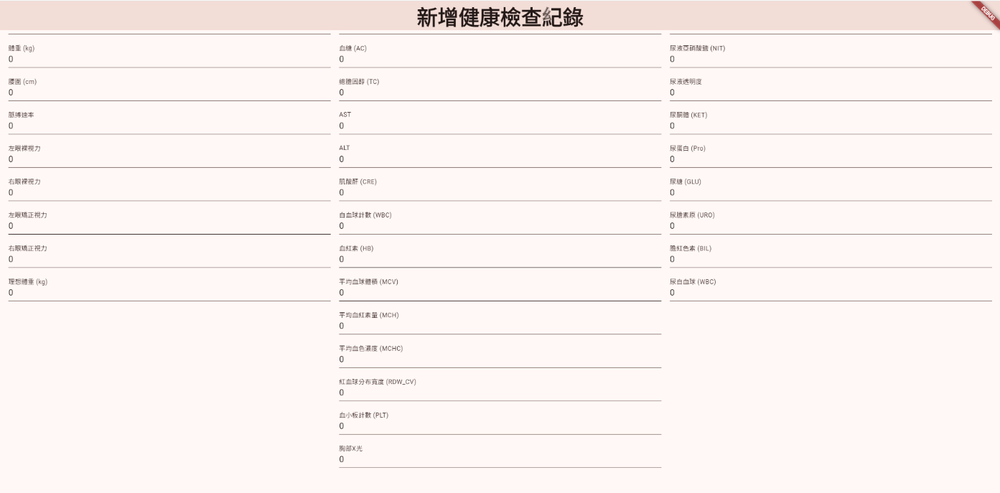 新增健康檢查紀錄
DEBUG
體重 (kg)
0
腰圍 (cm)
0
脈搏速率
0
左眼裸視力
0
右眼裸視力
0
左眼矯正視力
0
右眼矯正視力
0
理想體重 (kg)
0
血糖 (AC)
0
總膽固醇 (TC)
0
AST
0
ALT
0
肌酸酐 (CRE)
0
白血球計數 (WBC)
0
血紅素 (HB)
0
平均血球體積 (MCV)
0
平均血紅素量 (MCH)
0
平均血色濃度 (MCHC)
0
紅血球分布寬度 (RDW_CV)
0
血小板計數 (PLT)
0
胸部X光
0
尿液亞硝酸鹽 (NIT)
0
尿液透明度
0
尿酮體 (KET)
0
尿蛋白 (Pro)
0
尿糖 (GLU)
0
尿膽素原 (URO)
0
膽紅色素 (BIL)
0
尿白血球 (WBC)
0